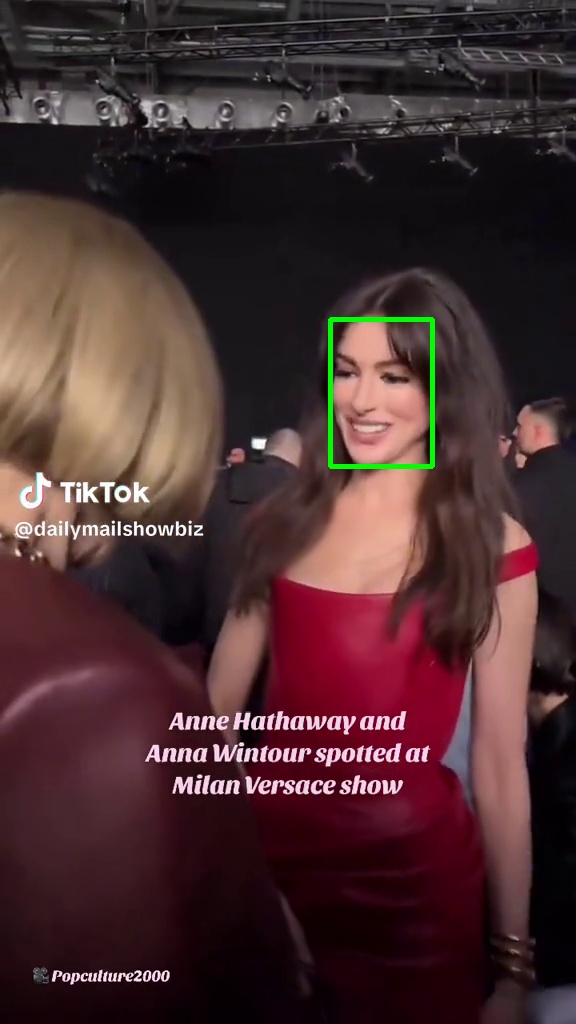 TikTok
@dailymailshowbiz
Anne Hathaway and
Anna Wintour spotted at
Milan Versace show
🎥Popculture2000